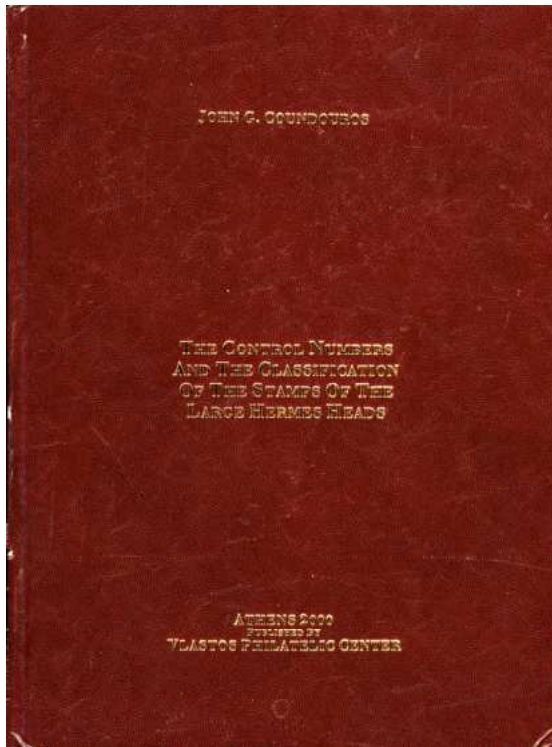 JOHN G. COUNDOUROS
THE CONTROL NUMBERS
AND THE CLASSIFICATION
OF THE STAMPS OF THE
LARGE HERMES HEADS
ATHENS 2000
PUBLISHED BY
VLASTOS PHILATELIC CENTER